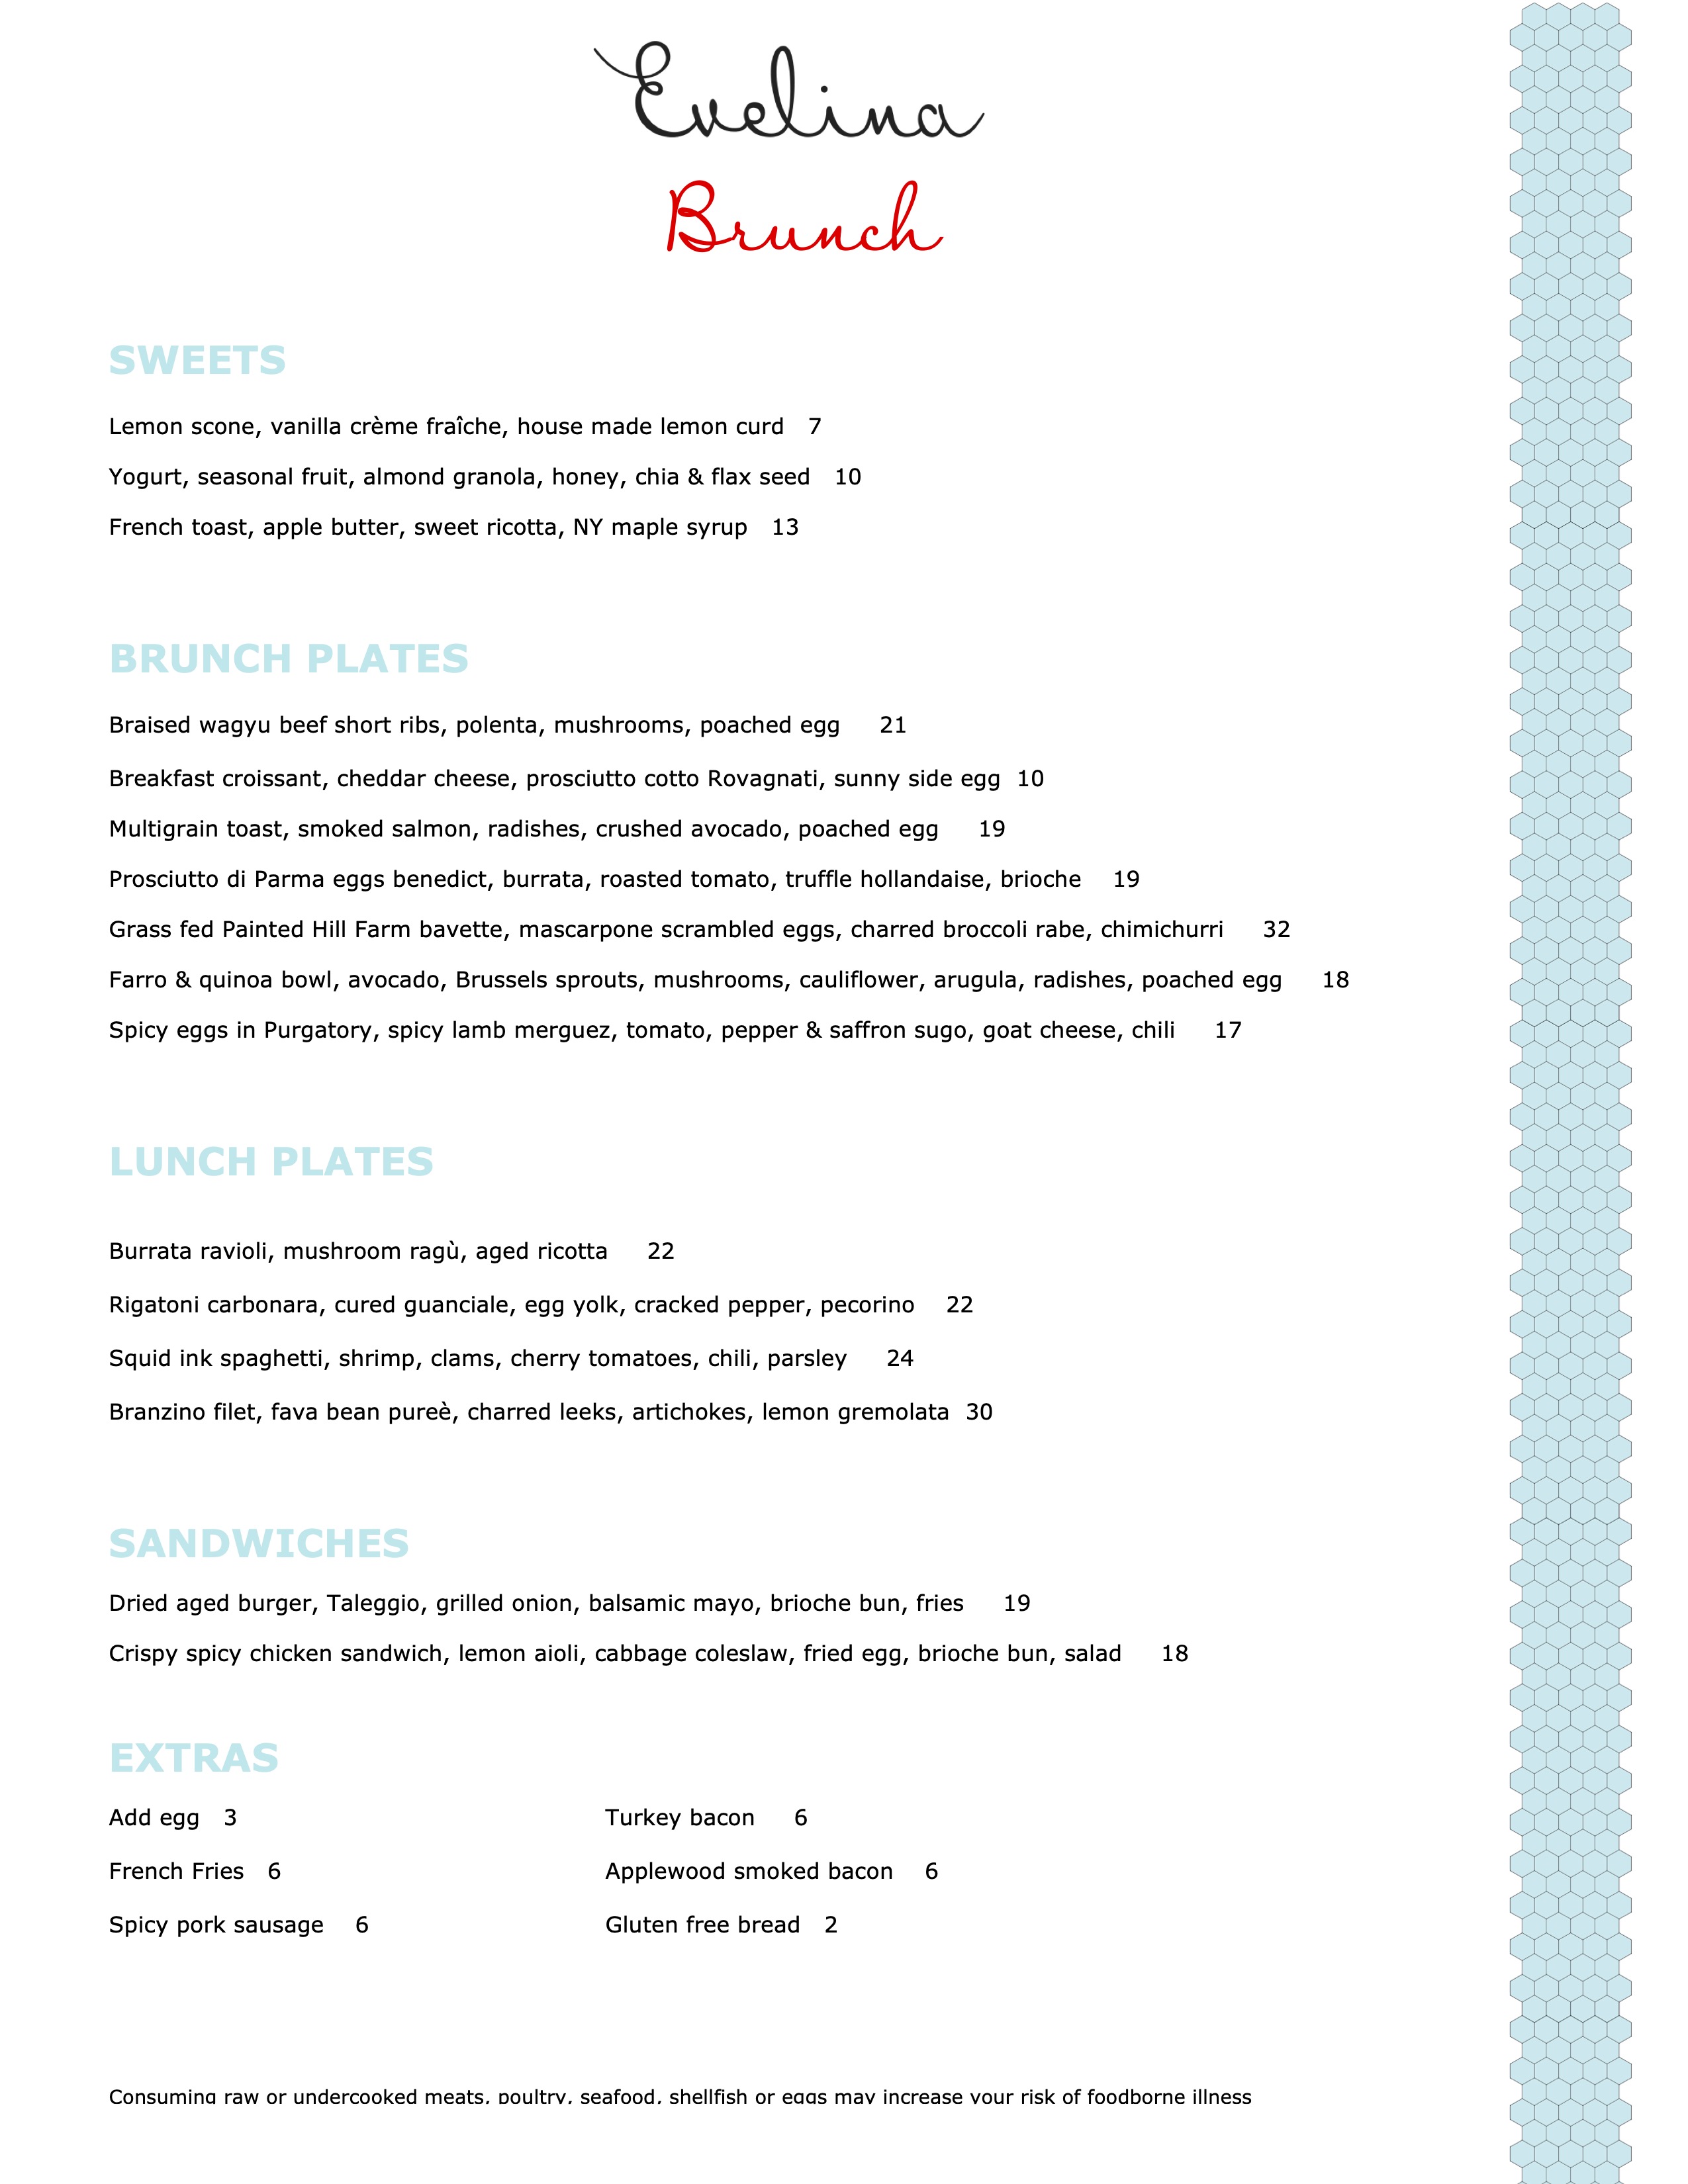 Evelina
Brunch
SWEETS
Lemon scone, vanilla crème fraîche, house made lemon curd 7
Yogurt, seasonal fruit, almond granola, honey, chia & flax seed 10
French toast, apple butter, sweet ricotta, NY maple syrup 13
BRUNCH PLATES
Braised wagyu beef short ribs, polenta, mushrooms, poached egg 21
Breakfast croissant, cheddar cheese, prosciutto cotto Rovagnati, sunny side egg 10
Multigrain toast, smoked salmon, radishes, crushed avocado, poached egg 19
Prosciutto di Parma eggs benedict, burrata, roasted tomato, truffle hollandaise, brioche 19
Grass fed Painted Hill Farm bavette, mascarpone scrambled eggs, charred broccoli rabe, chimichurri 32
Farro & quinoa bowl, avocado, Brussels sprouts, mushrooms, cauliflower, arugula, radishes, poached egg 18
Spicy eggs in Purgatory, spicy lamb merguez, tomato, pepper & saffron sugo, goat cheese, chili 17
LUNCH PLATES
Burrata ravioli, mushroom ragù, aged ricotta 22
Rigatoni carbonara, cured guanciale, egg yolk, cracked pepper, pecorino 22
Squid ink spaghetti, shrimp, clams, cherry tomatoes, chili, parsley 24
Branzino filet, fava bean pureè, charred leeks, artichokes, lemon gremolata 30
SANDWICHES
Dried aged burger, Taleggio, grilled onion, balsamic mayo, brioche bun, fries 19
Crispy spicy chicken sandwich, lemon aioli, cabbage coleslaw, fried egg, brioche bun, salad 18
EXTRAS
Add egg 3 Turkey bacon 6
French Fries 6 Applewood smoked bacon 6
Spicy pork sausage 6 Gluten free bread 2
Consuming raw or undercooked meats, poultry, seafood, shellfish or eggs may increase your risk of foodborne illness